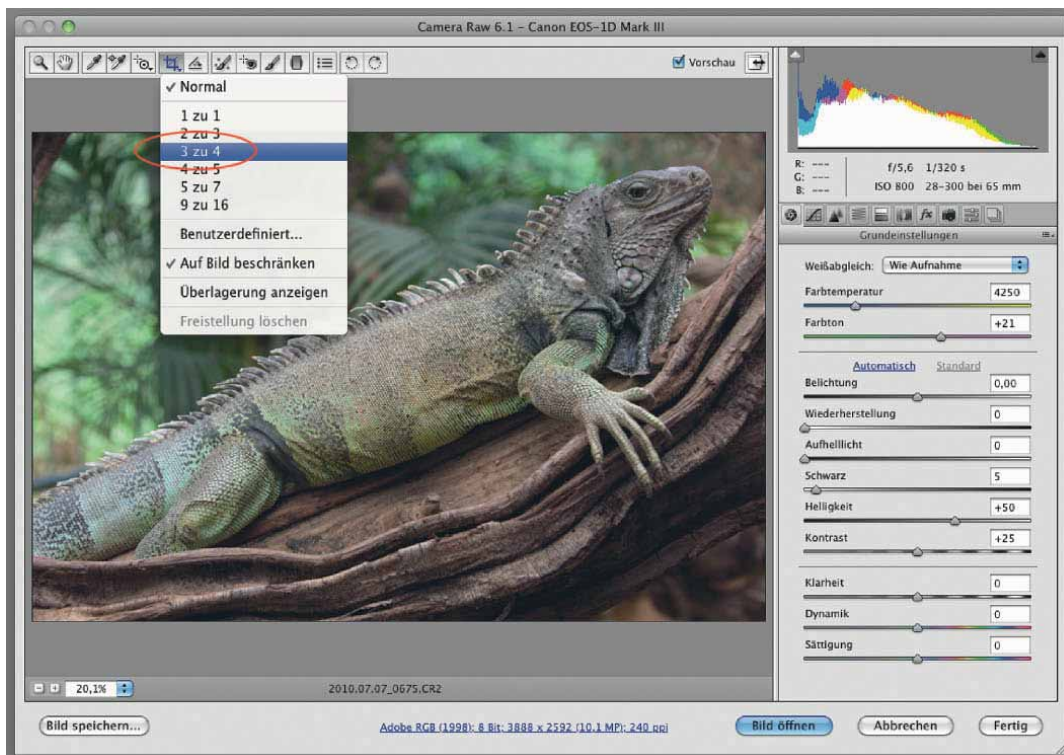 Camera Raw 6.1 – Canon EOS-1D Mark III
Vorschau
✓ Normal
1 zu 1
2 zu 3
3 zu 4
4 zu 5
5 zu 7
9 zu 16
Benutzerdefiniert...
✓ Auf Bild beschränken
Überlagerung anzeigen
Freistellung löschen
R: ---
G: ---
B: ---
f/5,6 1/320 s
ISO 800 28-300 bei 65 mm
fx
Grundeinstellungen
Weißabgleich: Wie Aufnahme
Farbtemperatur 4250
Farbton +21
Automatisch Standard
Belichtung 0,00
Wiederherstellung 0
Aufhelllicht 0
Schwarz 5
Helligkeit +50
Kontrast +25
Klarheit 0
Dynamik 0
Sättigung 0
20,1% 2010.07.07_0675.CR2
Bild speichern... Adobe RGB (1998); 8 Bit; 3888 x 2592 (10,1 MP); 240 ppi Bild öffnen Abbrechen Fertig